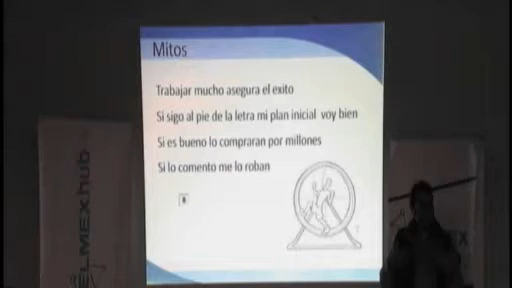 Mitos
Trabajar mucho asegura el exito
Si sigo al pie de la letra mi plan inicial voy bien
Si es bueno lo compraran por millones
Si lo comento me lo roban
ELMEXhub